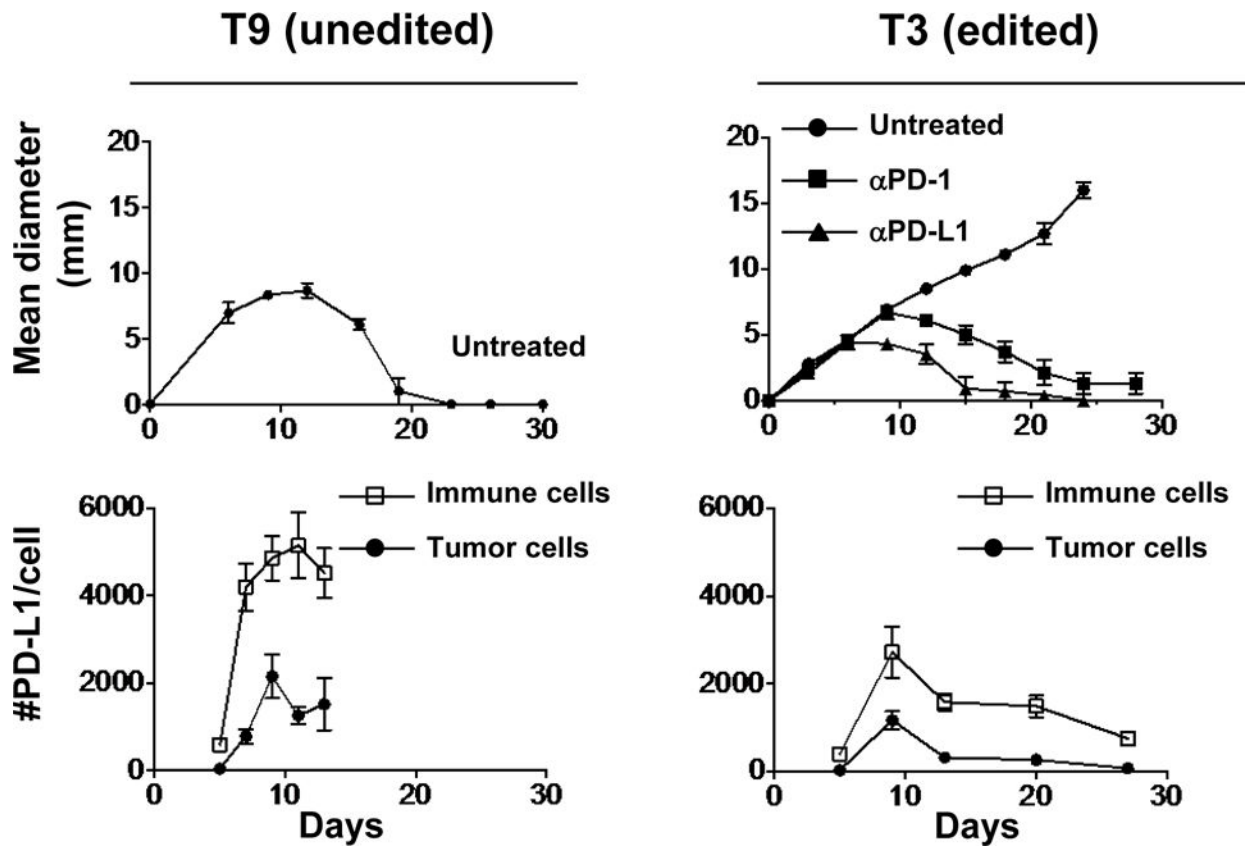 T9 (unedited)
T3 (edited)
Mean diameter
(mm)
20
15
10
5
0
0
10
20
30
Untreated
20
15
10
5
0
0
10
20
30
Untreated
αPD-1
αPD-L1
#PD-L1/cell
6000
4000
2000
0
0
10
20
30
Immune cells
Tumor cells
Days
6000
4000
2000
0
0
10
20
30
Immune cells
Tumor cells
Days